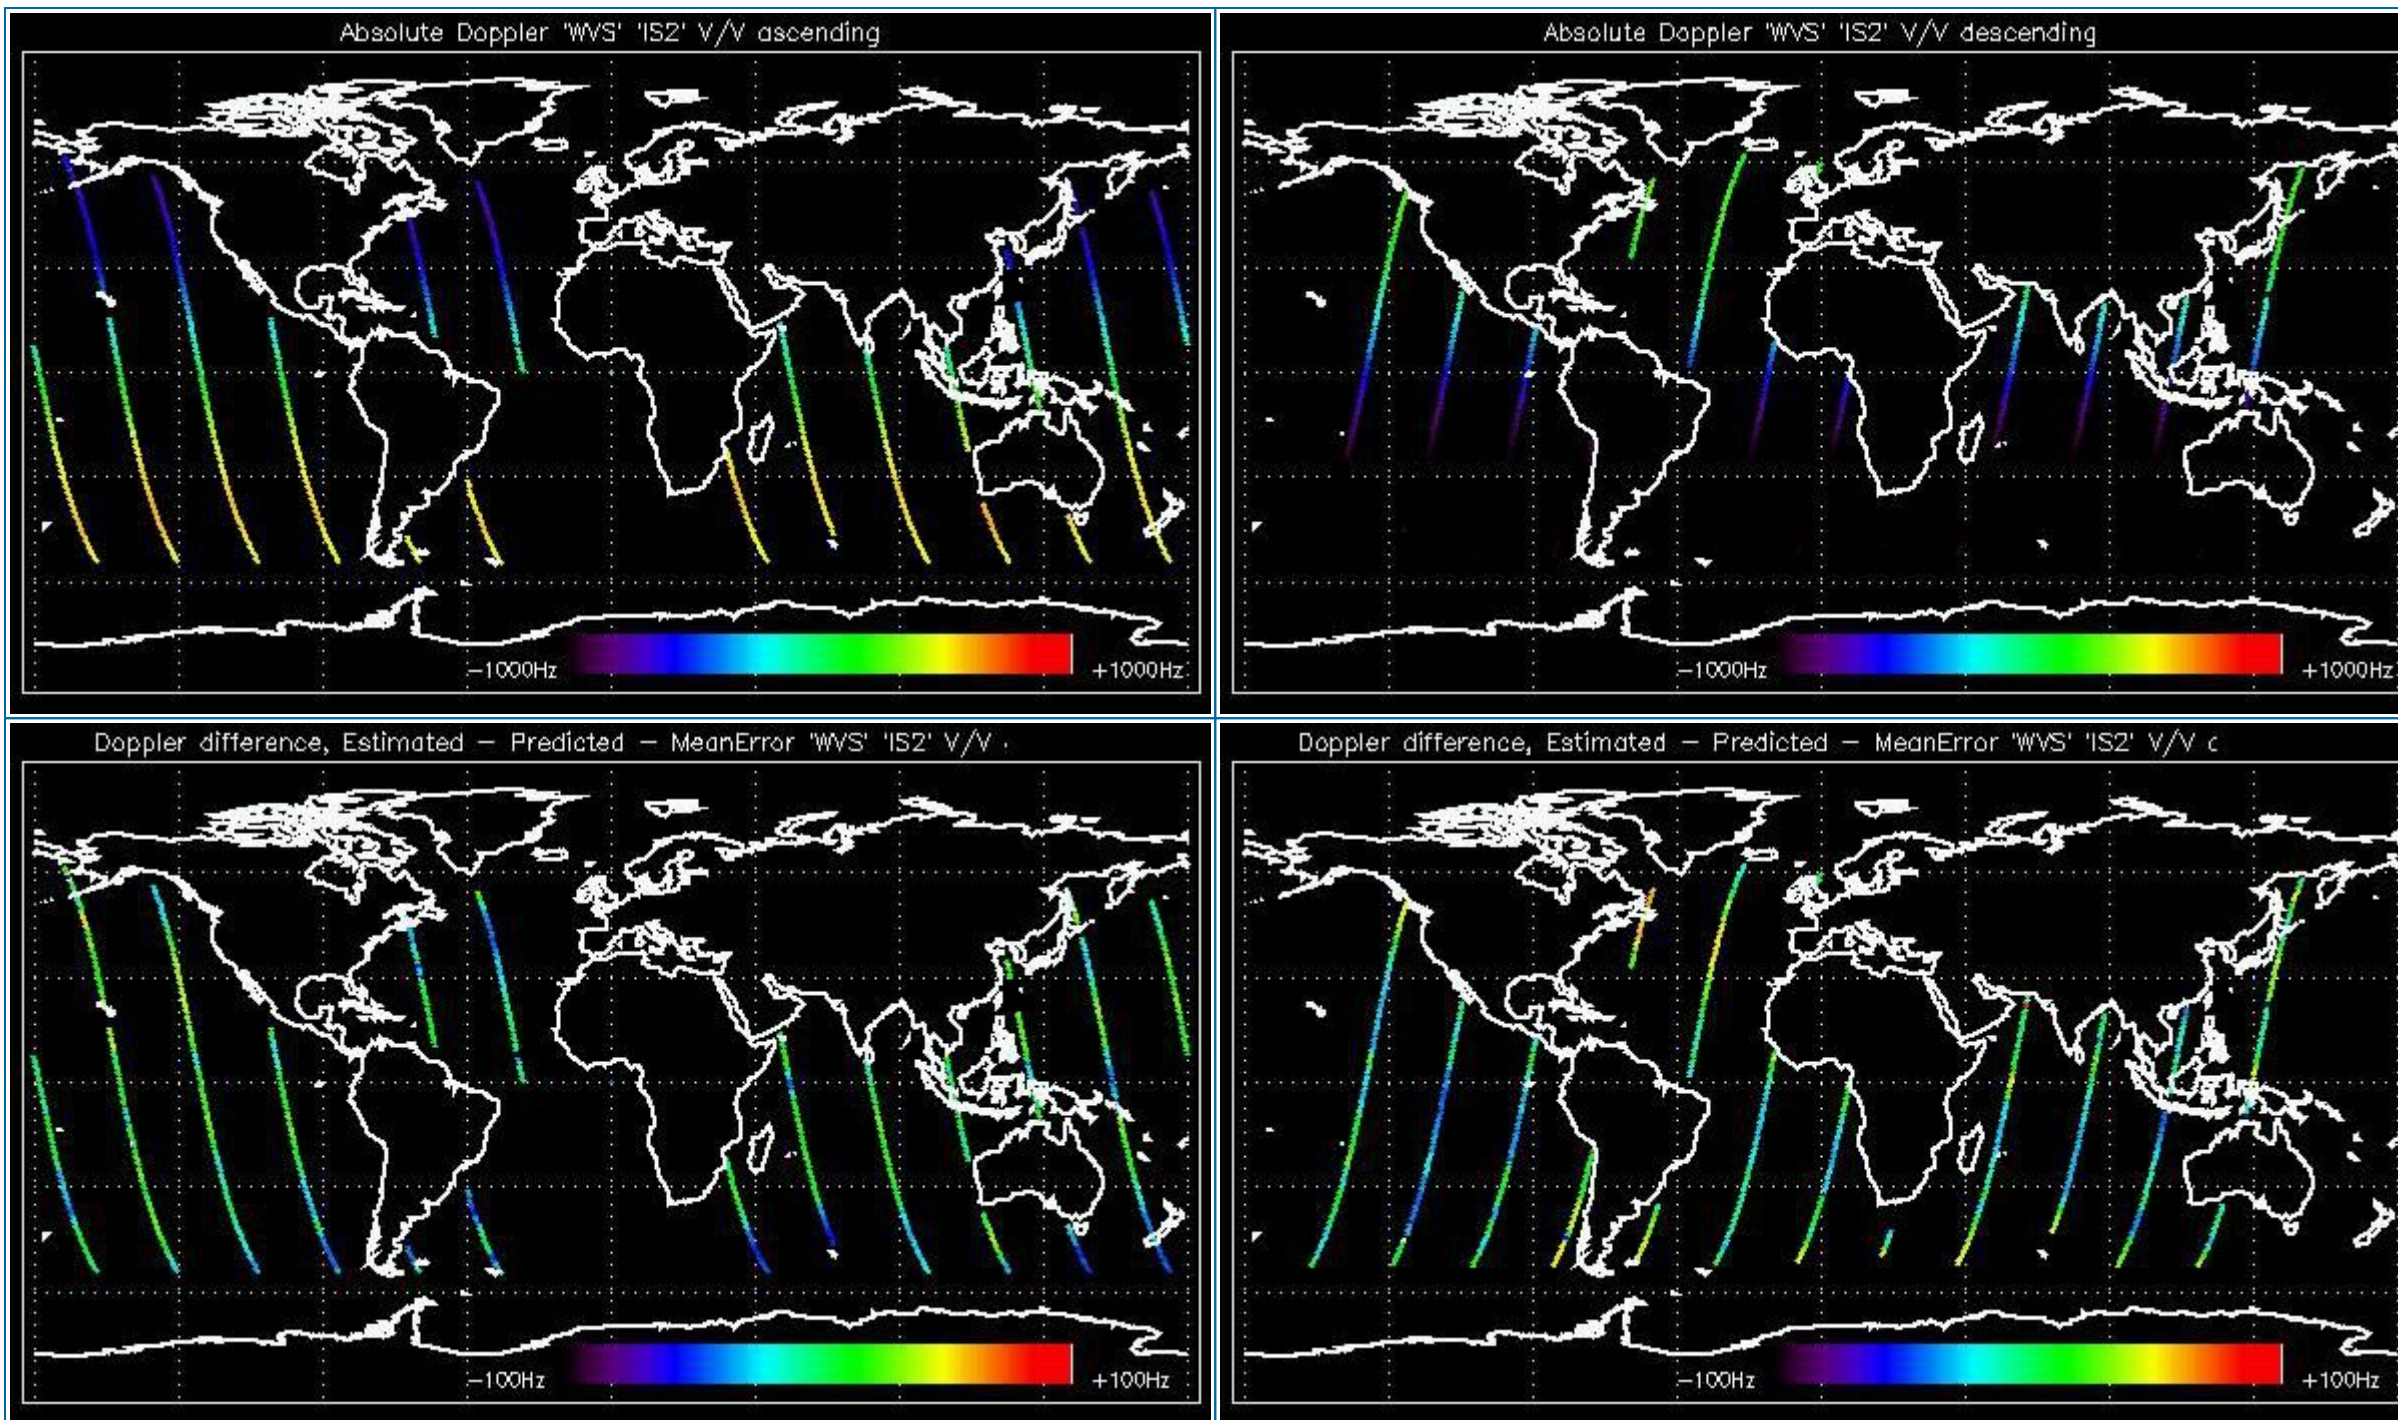 Absolute Doppler 'WVS' 'IS2' V/V ascending
-1000Hz +1000Hz
Absolute Doppler 'WVS' 'IS2' V/V descending
-1000Hz +1000Hz
Doppler difference, Estimated - Predicted - MeanError 'WVS' 'IS2' V/V
-100Hz +100Hz
Doppler difference, Estimated - Predicted - MeanError 'WVS' 'IS2' V/V
-100Hz +100Hz